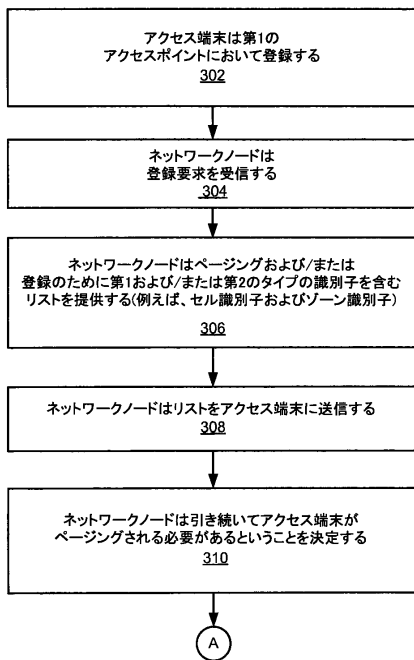 アクセス端末は第1の
アクセスポイントにおいて登録する
302
ネットワークノードは
登録要求を受信する
304
ネットワークノードはページングおよび/または
登録のために第1および/または第2のタイプの識別子を含む
リストを提供する(例えば、セル識別子およびゾーン識別子)
306
ネットワークノードはリストをアクセス端末に送信する
308
ネットワークノードは引き続いてアクセス端末が
ページングされる必要があるということを決定する
310
A